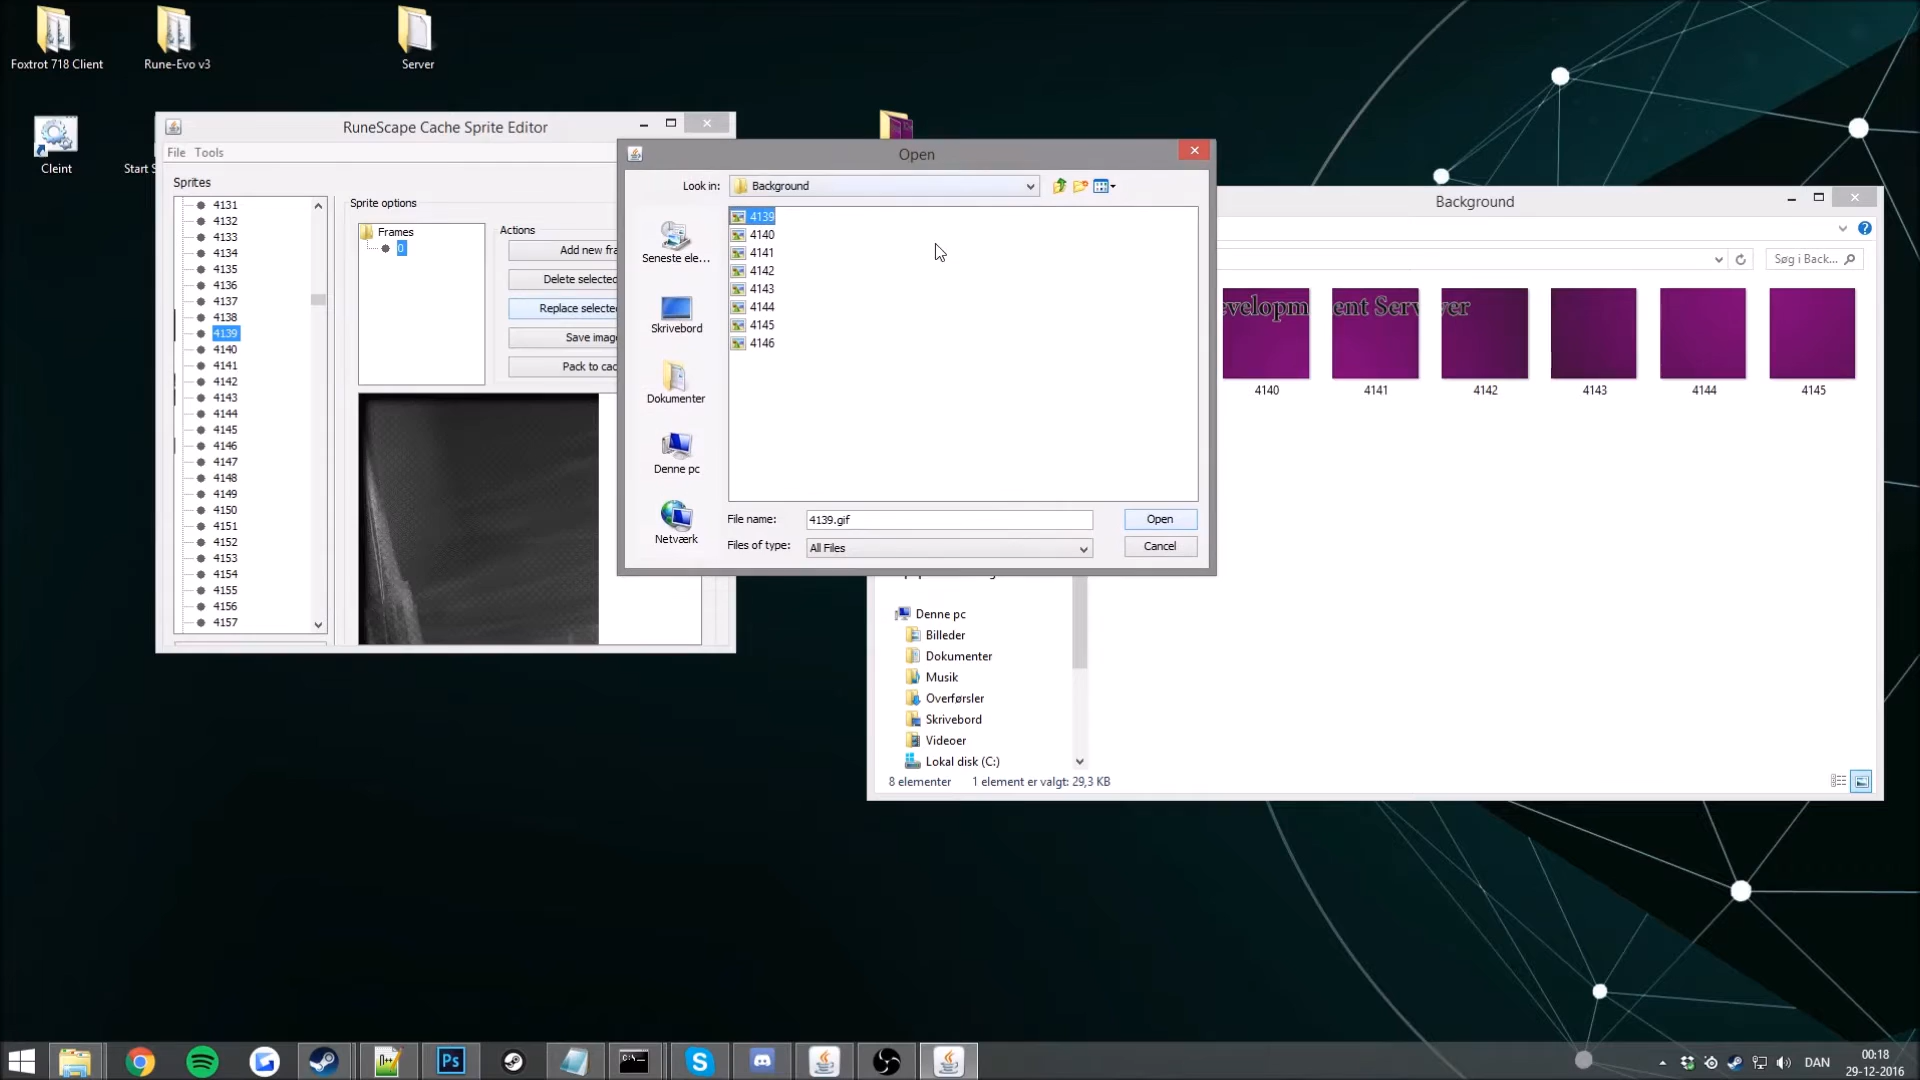 Foxtrot 718 Client
Rune-Evo v3
Server
Cleint
Start S
RuneScape Cache Sprite Editor
File Tools
Sprites
4131
4132
4133
4134
4135
4136
4137
4138
4139
4140
4141
4142
4143
4144
4145
4146
4147
4148
4149
4150
4151
4152
4153
4154
4155
4156
4157
Sprite options
Frames
0
Actions
Add new fra
Delete selected
Replace selecte
Save imag
Pack to cac
Open
Look in:
Background
Seneste ele...
Skrivebord
Dokumenter
Denne pc
Netværk
4139
4140
4141
4142
4143
4144
4145
4146
File name:
4139.gif
Open
Files of type:
All Files
Cancel
Background
Søg i Back...
velopm
ent Serv
ver
4140
4141
4142
4143
4144
4145
Denne pc
Billeder
Dokumenter
Musik
Overførsler
Skrivebord
Videoer
Lokal disk (C:)
8 elementer
1 element er valgt: 29,3 KB
Ps
DAN
00:18
29-12-2016